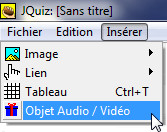 JQuiz: [Sans titre]
Fichier Edition Insérer
Image
Lien
Tableau Ctrl+T
Objet Audio / Vidéo